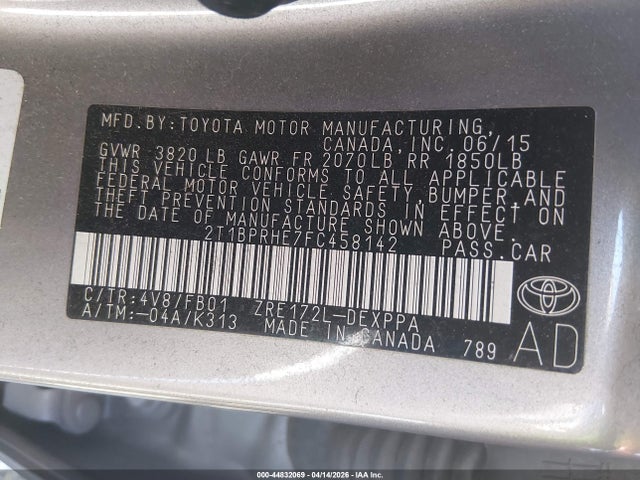 MFD.BY:TOYOTA MOTOR MANUFACTURING,
CANADA,INC.06/15
GVWR 3820 LB GAWR FR 2070LB RR 1850LB
THIS VEHICLE CONFORMS TO ALL APPLICABLE
FEDERAL MOTOR VEHICLE SAFETY,BUMPER,AND
THEFT PREVENTION STANDARDS IN EFFECT ON
THE DATE OF MANUFACTURE SHOWN ABOVE.
2T1BPRHE7FC458142 PASS.CAR
C/TR:4V8/FB01 ZRE172L-DEXPPA
A/TM:-04A/K313 MADE IN CANADA 789
AD
000-44832069 | 04/14/2026 | IAA Inc.